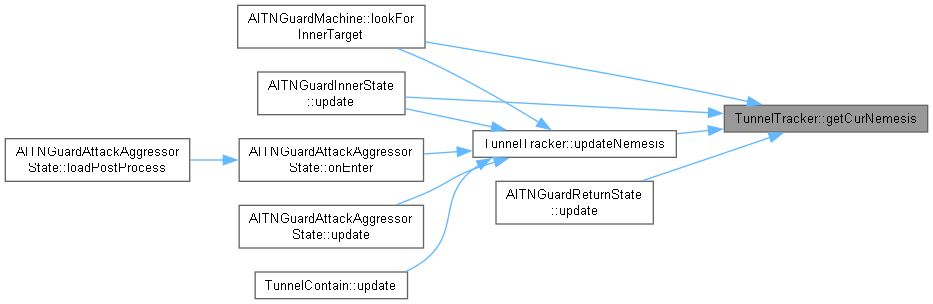 AITNGuardMachine::lookFor
InnerTarget
AITNGuardInnerState
::update
TunnelTracker::getCurNemesis
AITNGuardAttackAggressor
State::loadPostProcess
AITNGuardAttackAggressor
State::onEnter
TunnelTracker::updateNemesis
AITNGuardReturnState
::update
AITNGuardAttackAggressor
State::update
TunnelContain::update